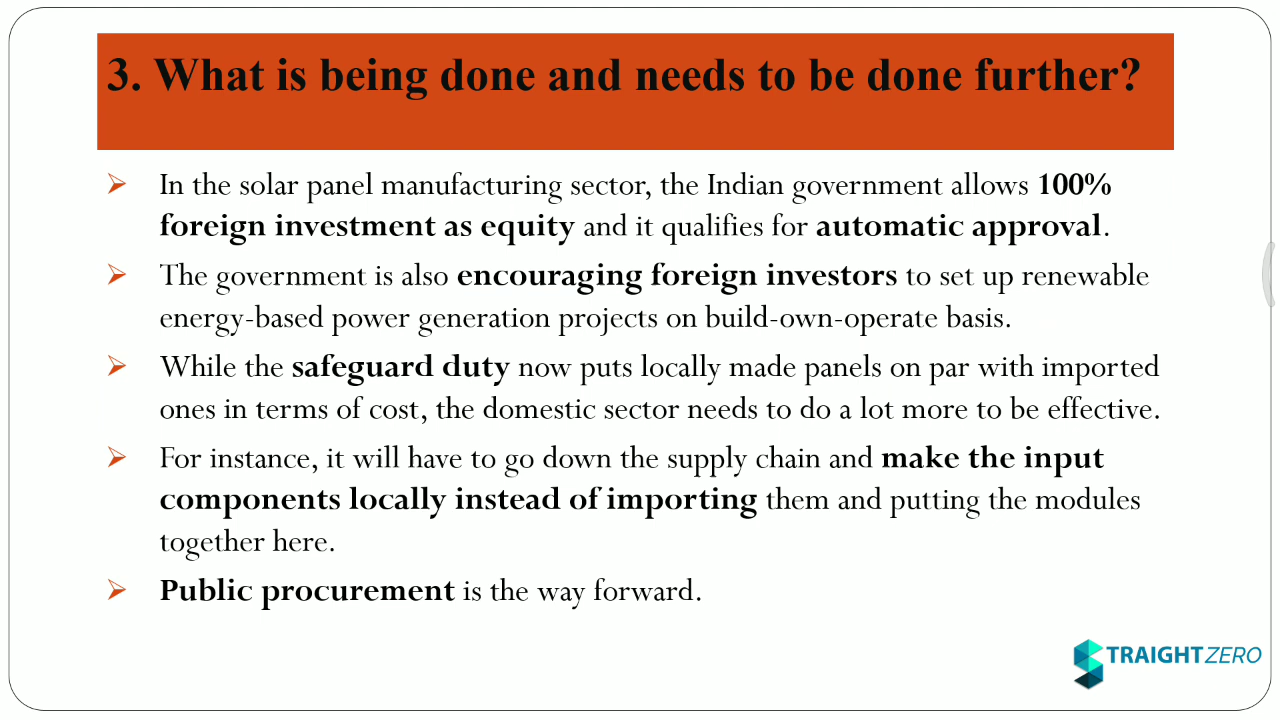 3. What is being done and needs to be done further?
In the solar panel manufacturing sector, the Indian government allows 100%
foreign investment as equity and it qualifies for automatic approval.
The government is also encouraging foreign investors to set up renewable
energy-based power generation projects on build-own-operate basis.
While the safeguard duty now puts locally made panels on par with imported
ones in terms of cost, the domestic sector needs to do a lot more to be effective.
For instance, it will have to go down the supply chain and make the input
components locally instead of importing them and putting the modules
together here.
Public procurement is the way forward.
TRAIGHTZERO